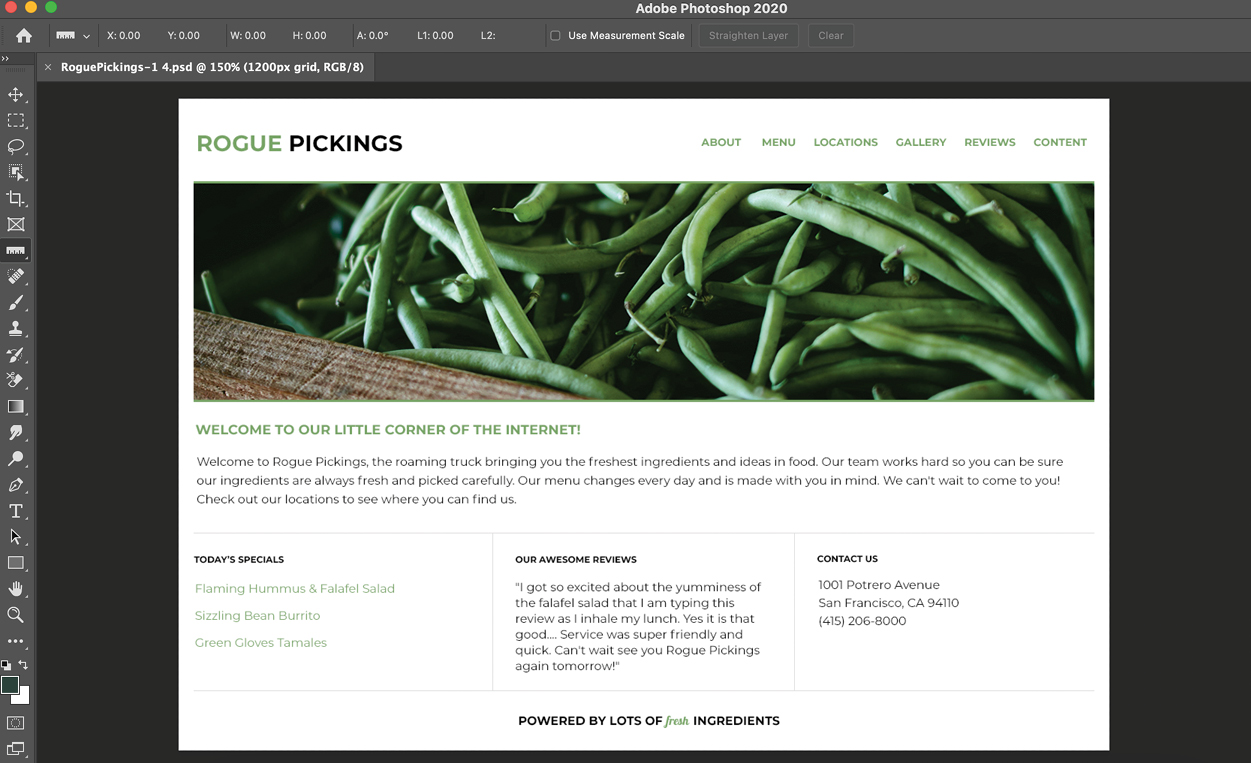 Adobe Photoshop 2020
X: 0.00 Y: 0.00 W: 0.00 H: 0.00 A: 0.0° L1: 0.00 L2: Use Measurement Scale Straighten Layer Clear
RoguePickings-1 4.psd @ 150% (1200px grid, RGB/8)
ROGUE PICKINGS
ABOUT MENU LOCATIONS GALLERY REVIEWS CONTENT
WELCOME TO OUR LITTLE CORNER OF THE INTERNET!
Welcome to Rogue Pickings, the roaming truck bringing you the freshest ingredients and ideas in food. Our team works hard so you can be sure
our ingredients are always fresh and picked carefully. Our menu changes every day and is made with you in mind. We can't wait to come to you!
Check out our locations to see where you can find us.
TODAY'S SPECIALS
Flaming Hummus & Falafel Salad
Sizzling Bean Burrito
Green Gloves Tamales
OUR AWESOME REVIEWS
"I got so excited about the yumminess of
the falafel salad that I am typing this
review as I inhale my lunch. Yes it is that
good.... Service was super friendly and
quick. Can't wait see you Rogue Pickings
again tomorrow!"
CONTACT US
1001 Potrero Avenue
San Francisco, CA 94110
(415) 206-8000
POWERED BY LOTS OF fresh INGREDIENTS